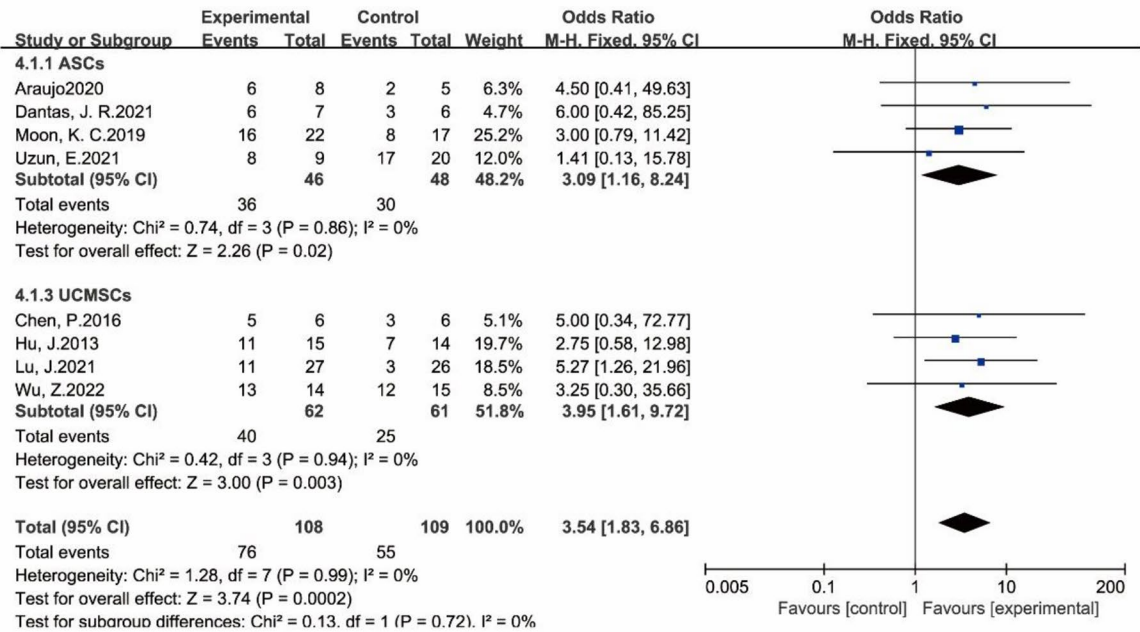 Experimental Control Odds Ratio Odds Ratio
Study or Subgroup Events Total Events Total Weight M-H. Fixed. 95% CI M-H. Fixed. 95% CI
4.1.1 ASCs
Araujo2020 6 8 2 5 6.3% 4.50 [0.41, 49.63]
Dantas, J. R.2021 6 7 3 6 4.7% 6.00 [0.42, 85.25]
Moon, K. C.2019 16 22 8 17 25.2% 3.00 [0.79, 11.42]
Uzun, E.2021 8 9 17 20 12.0% 1.41 [0.13, 15.78]
Subtotal (95% CI) 46 48 48.2% 3.09 [1.16, 8.24]
Total events 36 30
Heterogeneity: Chi² = 0.74, df = 3 (P = 0.86); I² = 0%
Test for overall effect: Z = 2.26 (P = 0.02)
4.1.3 UCMSCs
Chen, P.2016 5 6 3 6 5.1% 5.00 [0.34, 72.77]
Hu, J.2013 11 15 7 14 19.7% 2.75 [0.58, 12.98]
Lu, J.2021 11 27 3 26 18.5% 5.27 [1.26, 21.96]
Wu, Z.2022 13 14 12 15 8.5% 3.25 [0.30, 35.66]
Subtotal (95% CI) 62 61 51.8% 3.95 [1.61, 9.72]
Total events 40 25
Heterogeneity: Chi² = 0.42, df = 3 (P = 0.94); I² = 0%
Test for overall effect: Z = 3.00 (P = 0.003)
Total (95% CI) 108 109 100.0% 3.54 [1.83, 6.86]
Total events 76 55
Heterogeneity: Chi² = 1.28, df = 7 (P = 0.99); I² = 0%
Test for overall effect: Z = 3.74 (P = 0.0002)
Test for subgroup differences: Chi² = 0.13. df = 1 (P = 0.72). I² = 0%
0.005 0.1 1 10 200
Favours [control] Favours [experimental]